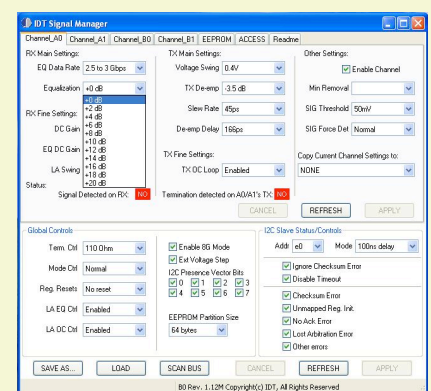 IDT Signal Manager
Channel_A0 Channel_A1 Channel_B0 Channel_B1 EEPROM ACCESS Readme
RX Main Settings: TX Main Settings: Other Settings:
EQ Data Rate 2.5 to 3 Gbps Voltage Swing 0.4V Enable Channel
Equalization +0 dB TX De-emp -3.5 dB Min Removal
+0 dB
+2 dB
+4 dB
+6 dB
+8 dB
+10 dB
+12 dB
+14 dB
+16 dB
+18 dB
+20 dB
Slew Rate 45ps SIG Threshold 50mV
RX Fine Settings:
DC Gain De-emp Delay 166ps SIG Force Det Normal
EQ DC Gain TX Fine Settings: Copy Current Channel Settings to:
LA Swing TX OC Loop Enabled NONE
Status:
Signal Detected on RX: NO Termination detected on A0/A1's TX: NO
CANCEL REFRESH APPLY
Global Controls I2C Slave Status/Controls
Term. Ctrl 110 Ohm Enable 8G Mode Addr e0 Mode 100ns delay
Ext Voltage Step
Mode Ctrl Normal I2C Presence Vector Bits Ignore Checksum Error
0 1 2 3 Disable Timeout
Reg. Resets No reset 4 5 6 7 Checksum Error
Unmapped Reg. Init.
LA EQ Ctrl Enabled EEPROM Partition Size No Ack Error
64 bytes Lost Arbitration Error
LA OC Ctrl Enabled Other errors
SAVE AS... LOAD SCAN BUS CANCEL REFRESH APPLY
B0 Rev. 1.12M Copyright(c) IDT, All Rights Reserved